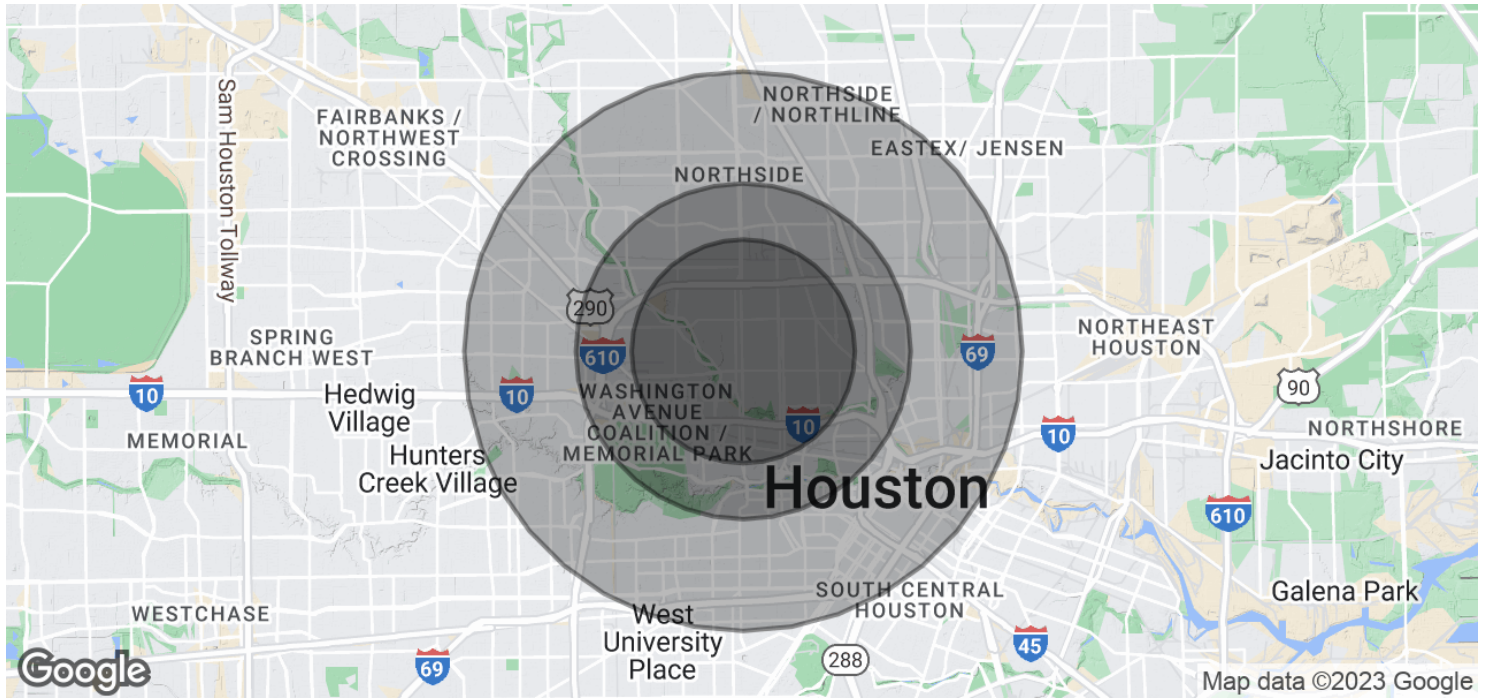 NORTHSIDE
/ NORTHLINE
Sam Houston Tollway
FAIRBANKS /
NORTHWEST
CROSSING
EASTEX/ JENSEN
NORTHSIDE
290
SPRING
BRANCH WEST
610
69
NORTHEAST
HOUSTON
10
Hedwig
Village
10
WASHINGTON
AVENUE
COALITION /
MEMORIAL PARK
10
90
10
NORTHSHORE
MEMORIAL
Hunters
Creek Village
Jacinto City
Houston
610
SOUTH CENTRAL
HOUSTON
Galena Park
WESTCHASE
West
University
Place
45
288
69
Google
Map data ©2023 Google